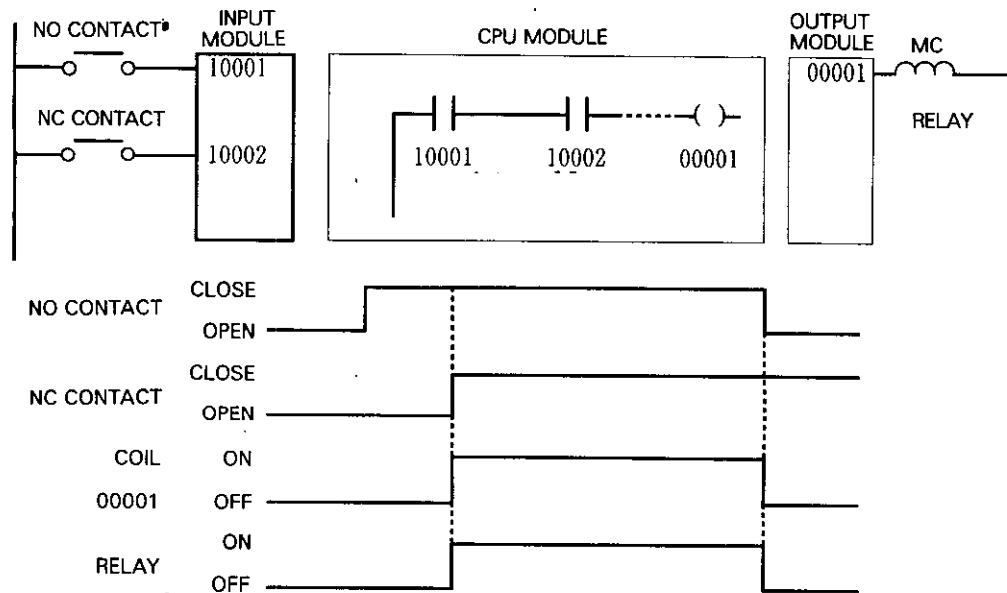 NO CONTACT
INPUT MODULE
CPU MODULE
OUTPUT MODULE
MC
10001
00001
NC CONTACT
RELAY
10002
10001
10002
00001
NO CONTACT
CLOSE
OPEN
NC CONTACT
CLOSE
OPEN
COIL
ON
00001
OFF
RELAY
ON
OFF